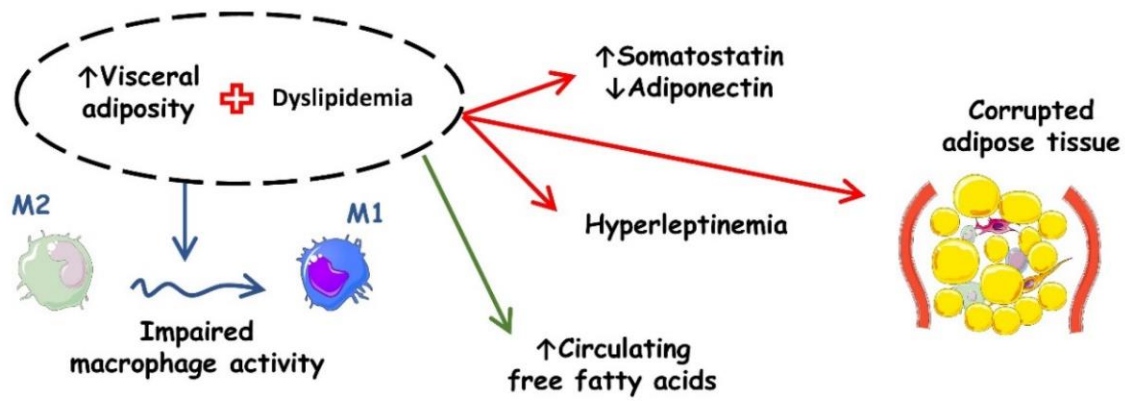 ↑Visceral
adiposity
Dyslipidemia
↑Somatostatin
↓Adiponectin
Corrupted
adipose tissue
M2
M1
Hyperleptinemia
Impaired
macrophage activity
↑Circulating
free fatty acids